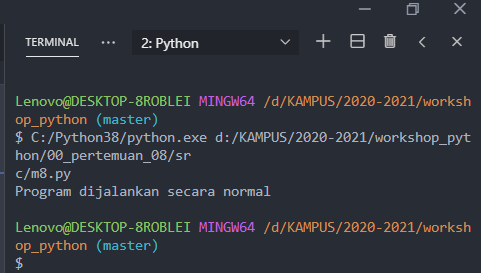 TERMINAL ... 2: Python
Lenovo@DESKTOP-8ROBLEI MINGW64 /d/KAMPUS/2020-2021/worksh
op_python (master)
$ C:/Python38/python.exe d:/KAMPUS/2020-2021/workshop_pyt
hon/00_pertemuan_08/sr
c/m8.py
Program dijalankan secara normal
Lenovo@DESKTOP-8ROBLEI MINGW64 /d/KAMPUS/2020-2021/worksh
op_python (master)
$